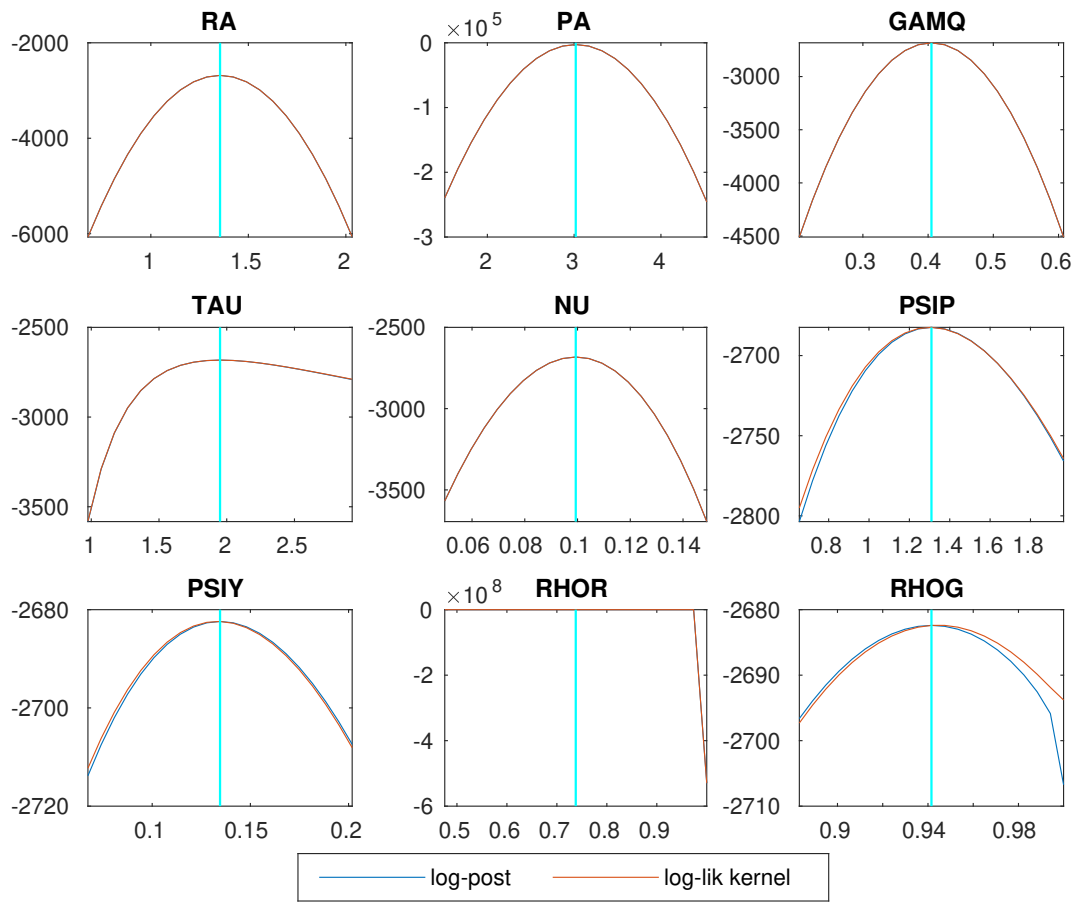 RA
-2000
-4000
-6000
1 1.5 2
PA
×10^5
0
-1
-2
-3
2 3 4
GAMQ
-3000
-3500
-4000
-4500
0.3 0.4 0.5 0.6
TAU
-2500
-3000
-3500
1 1.5 2 2.5
NU
-2500
-3000
-3500
0.06 0.08 0.1 0.12 0.14
PSIP
-2700
-2750
-2800
0.8 1 1.2 1.4 1.6 1.8
PSIY
-2680
-2700
-2720
0.1 0.15 0.2
RHOR
×10^8
0
-2
-4
-6
0.5 0.6 0.7 0.8 0.9
RHOG
-2680
-2690
-2700
-2710
0.9 0.94 0.98
log-post log-lik kernel